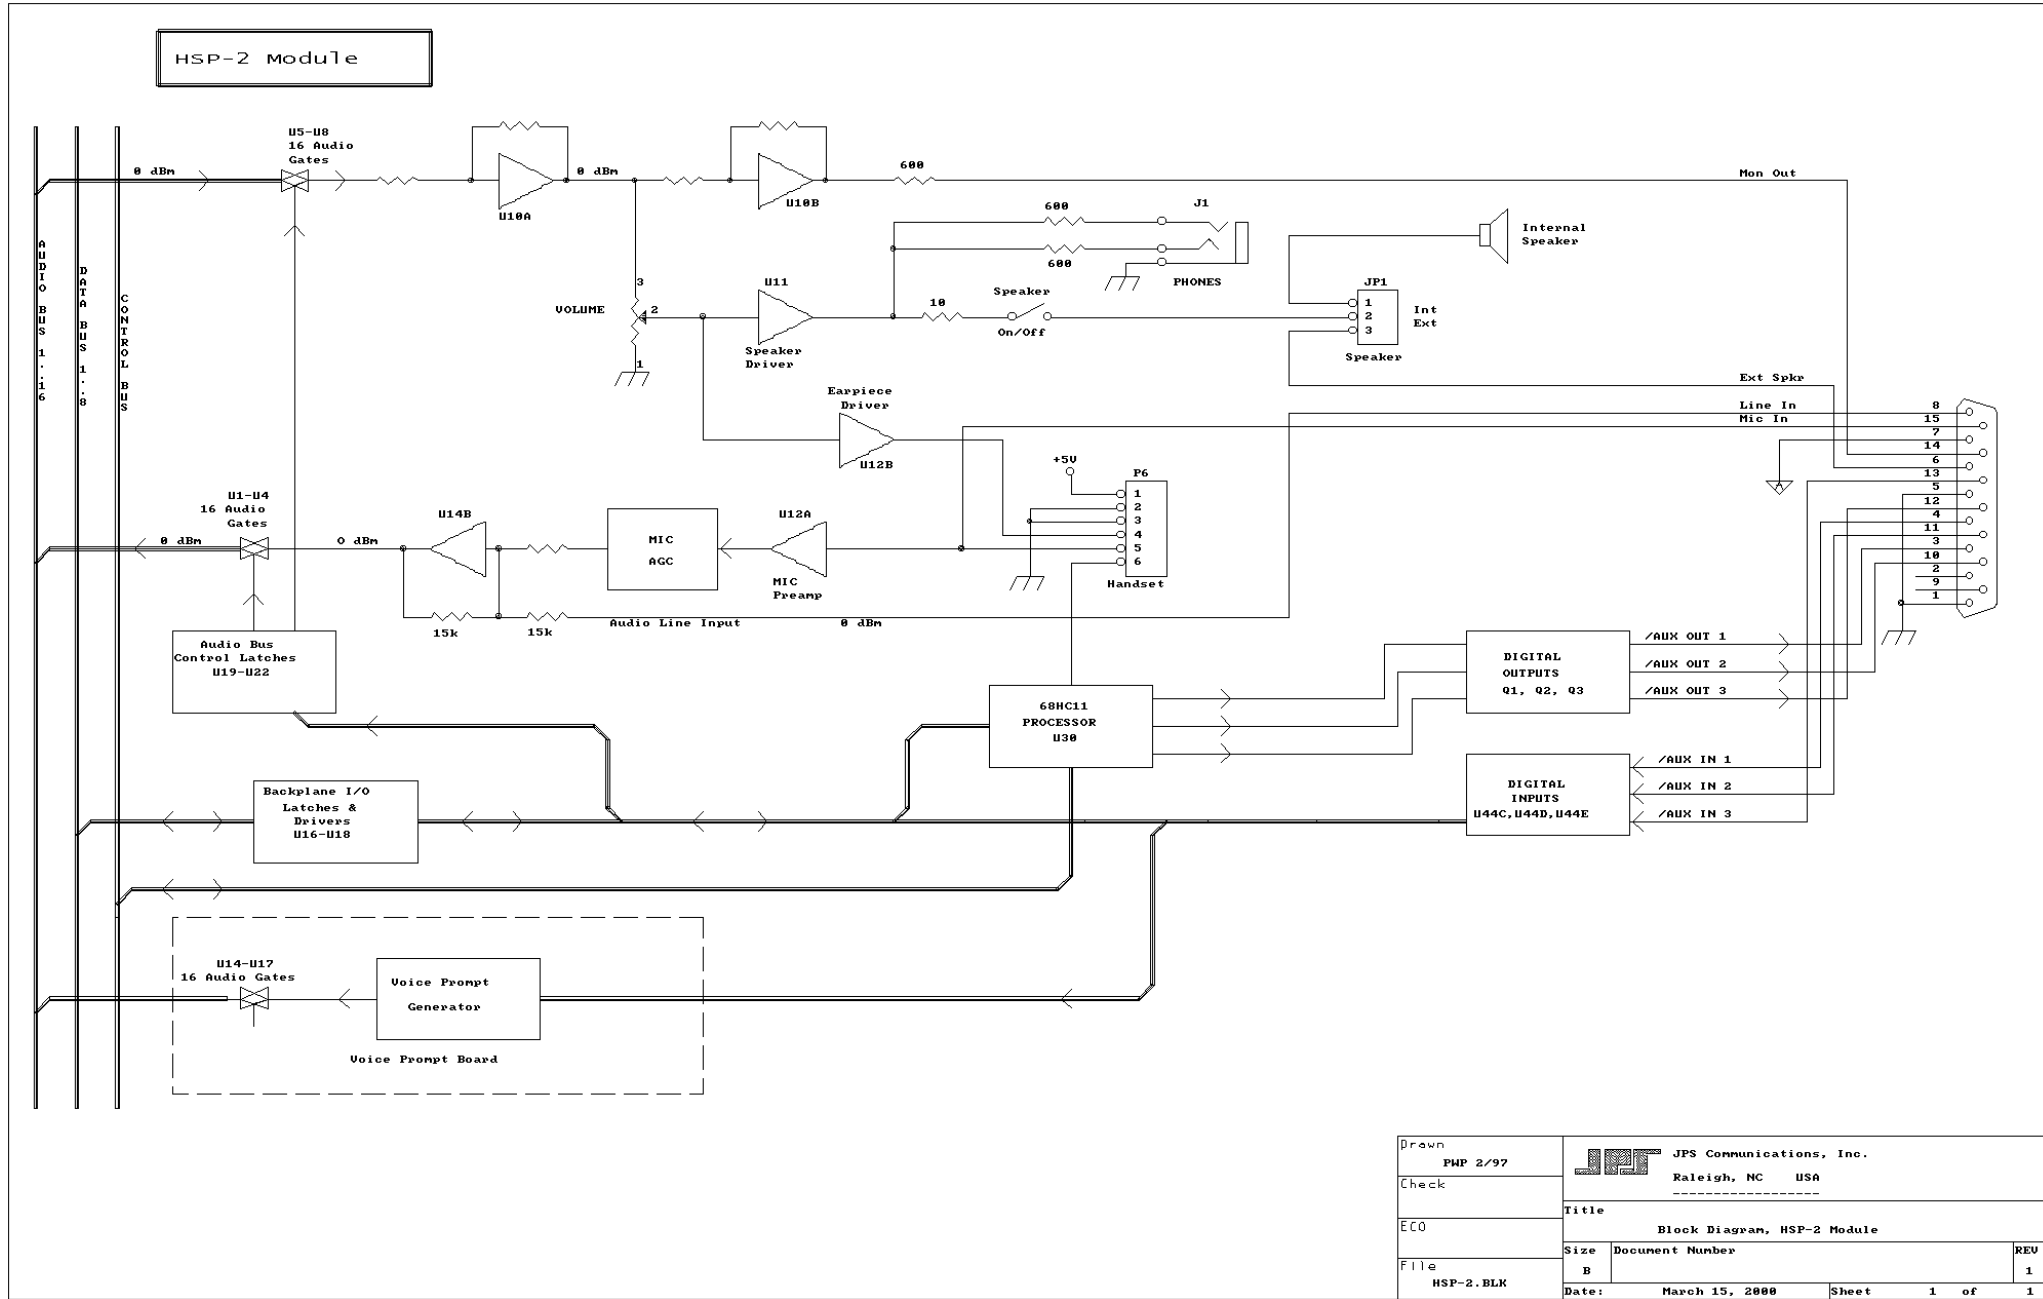 HSP-2 Module
U5-U8
16 Audio
Gates
0 dBm
U10A
0 dBm
U10B
600
Mon Out
AUDIO BUS 1..16
DATA BUS 1..8
CONTROL BUS
600
600
J1
PHONES
Internal
Speaker
3
VOLUME
2
1
U11
Speaker
Driver
10
Speaker
On/Off
JP1
1
2
3
Int
Ext
Speaker
Ext Spkr
Line In
Mic In
Earpiece
Driver
U12B
8
15
7
14
6
13
5
12
4
11
3
10
2
9
1
+5V
P6
1
2
3
4
5
6
Handset
U1-U4
16 Audio
Gates
0 dBm
O dBm
U14B
MIC
AGC
U12A
MIC
Preamp
15k
15k
Audio Line Input
0 dBm
Audio Bus
Control Latches
U19-U22
68HC11
PROCESSOR
U30
DIGITAL
OUTPUTS
Q1, Q2, Q3
/AUX OUT 1
/AUX OUT 2
/AUX OUT 3
DIGITAL
INPUTS
U44C,U44D,U44E
/AUX IN 1
/AUX IN 2
/AUX IN 3
Backplane I/O
Latches &
Drivers
U16-U18
U14-U17
16 Audio Gates
Voice Prompt
Generator
Voice Prompt Board
Drawn
PWP 2/97
Check
ECO
File
HSP-2.BLK
JPS
JPS Communications, Inc.
Raleigh, NC USA
------------------
Title
Block Diagram, HSP-2 Module
Size
B
Document Number
REV
1
Date: March 15, 2000
Sheet 1 of 1